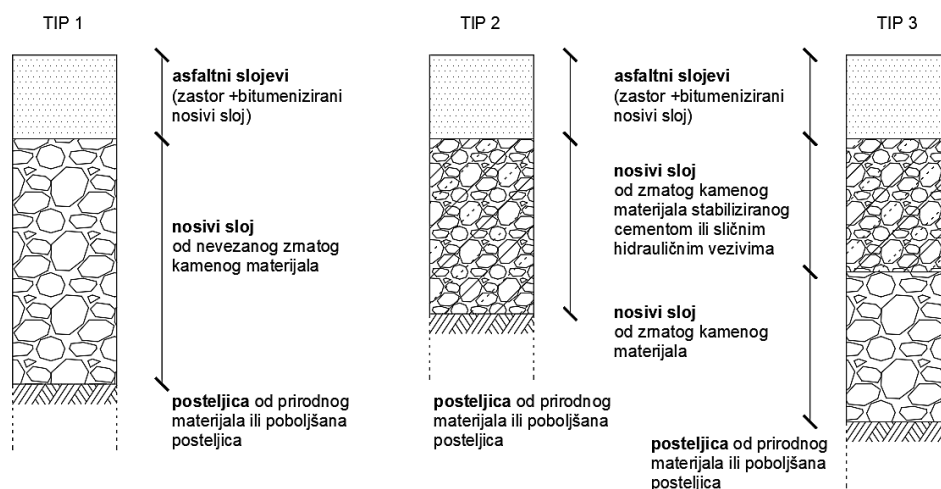 TIP 1
asfaltni slojevi
(zastor +bitumenizirani
nosivi sloj)
nosivi sloj
od nevezanog zrnatog
kamenog materijala
posteljica od prirodnog
materijala ili poboljšana
posteljica
TIP 2
asfaltni slojevi
(zastor +bitumenizirani
nosivi sloj)
nosivi sloj
od zrnatog kamenog
materijala stabiliziranog
cementom ili sličnim
hidrauličnim vezivima
nosivi sloj
od zrnatog kamenog
materijala
posteljica od prirodnog
materijala ili poboljšana
posteljica
TIP 3
posteljica od prirodnog
materijala ili poboljšana
posteljica